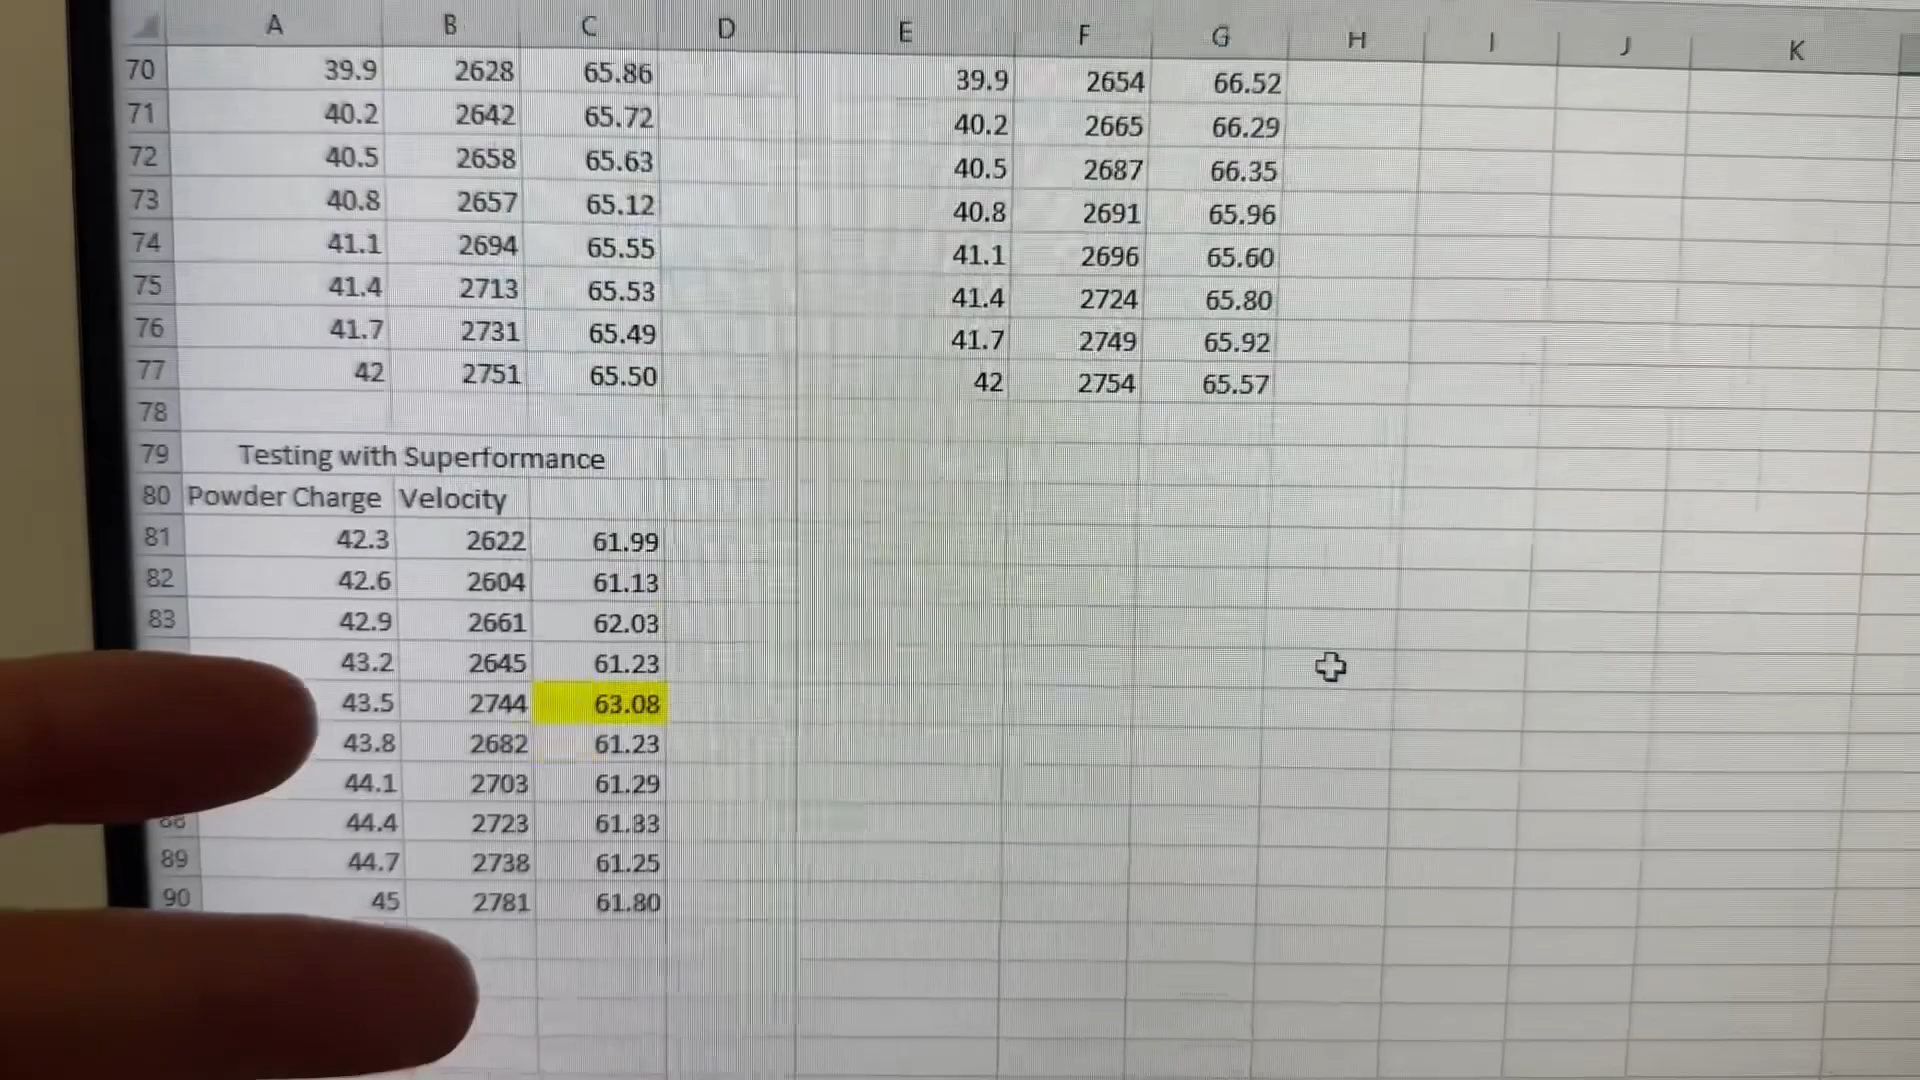 A B C D E F G H I J K
70 39.9 2628 65.86 39.9 2654 66.52
71 40.2 2642 65.72 40.2 2665 66.29
72 40.5 2658 65.63 40.5 2687 66.35
73 40.8 2657 65.12 40.8 2691 65.96
74 41.1 2694 65.55 41.1 2696 65.60
75 41.4 2713 65.53 41.4 2724 65.80
76 41.7 2731 65.49 41.7 2749 65.92
77 42 2751 65.50 42 2754 65.57
78
79 Testing with Superformance
80 Powder Charge Velocity
81 42.3 2622 61.99
82 42.6 2604 61.13
83 42.9 2661 62.03
43.2 2645 61.23
43.5 2744 63.08
43.8 2682 61.23
44.1 2703 61.29
88 44.4 2723 61.33
89 44.7 2738 61.25
90 45 2781 61.80